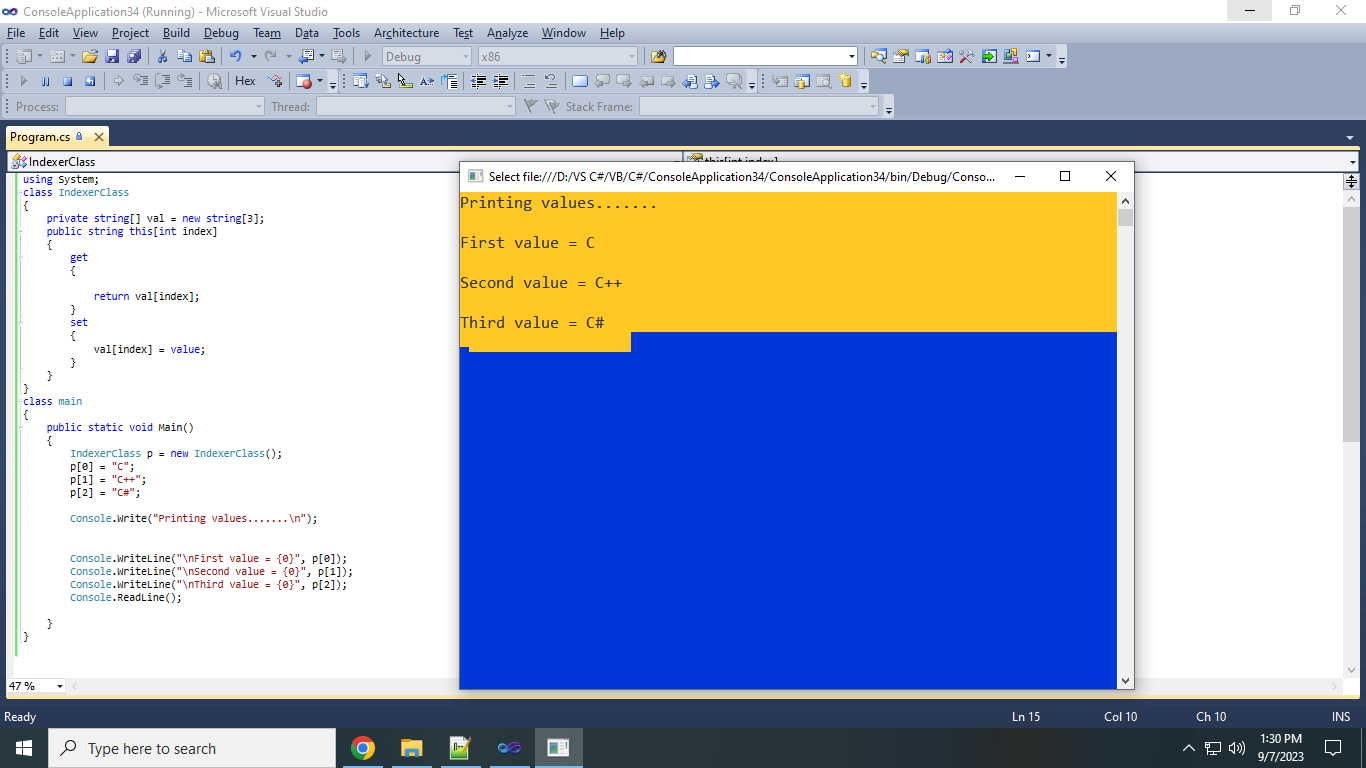 ConsoleApplication34 (Running) - Microsoft Visual Studio
File Edit View Project Build Debug Team Data Tools Architecture Test Analyze Window Help
Debug x86
Hex
Process: Thread: Stack Frame:
Program.cs
IndexerClass
this[int index]
using System;
class IndexerClass
{
private string[] val = new string[3];
public string this[int index]
{
get
{
return val[index];
}
set
{
val[index] = value;
}
}
}
class main
{
public static void Main()
{
IndexerClass p = new IndexerClass();
p[0] = "C";
p[1] = "C++";
p[2] = "C#";
Console.Write("Printing values.......\n");
Console.WriteLine("\nFirst value = {0}", p[0]);
Console.WriteLine("\nSecond value = {0}", p[1]);
Console.WriteLine("\nThird value = {0}", p[2]);
Console.ReadLine();
}
}
Select file:///D:/VS C#/VB/C#/ConsoleApplication34/ConsoleApplication34/bin/Debug/Conso...
Printing values.......
First value = C
Second value = C++
Third value = C#
47 %
Ready Ln 15 Col 10 Ch 10 INS
Type here to search
1:30 PM
9/7/2023